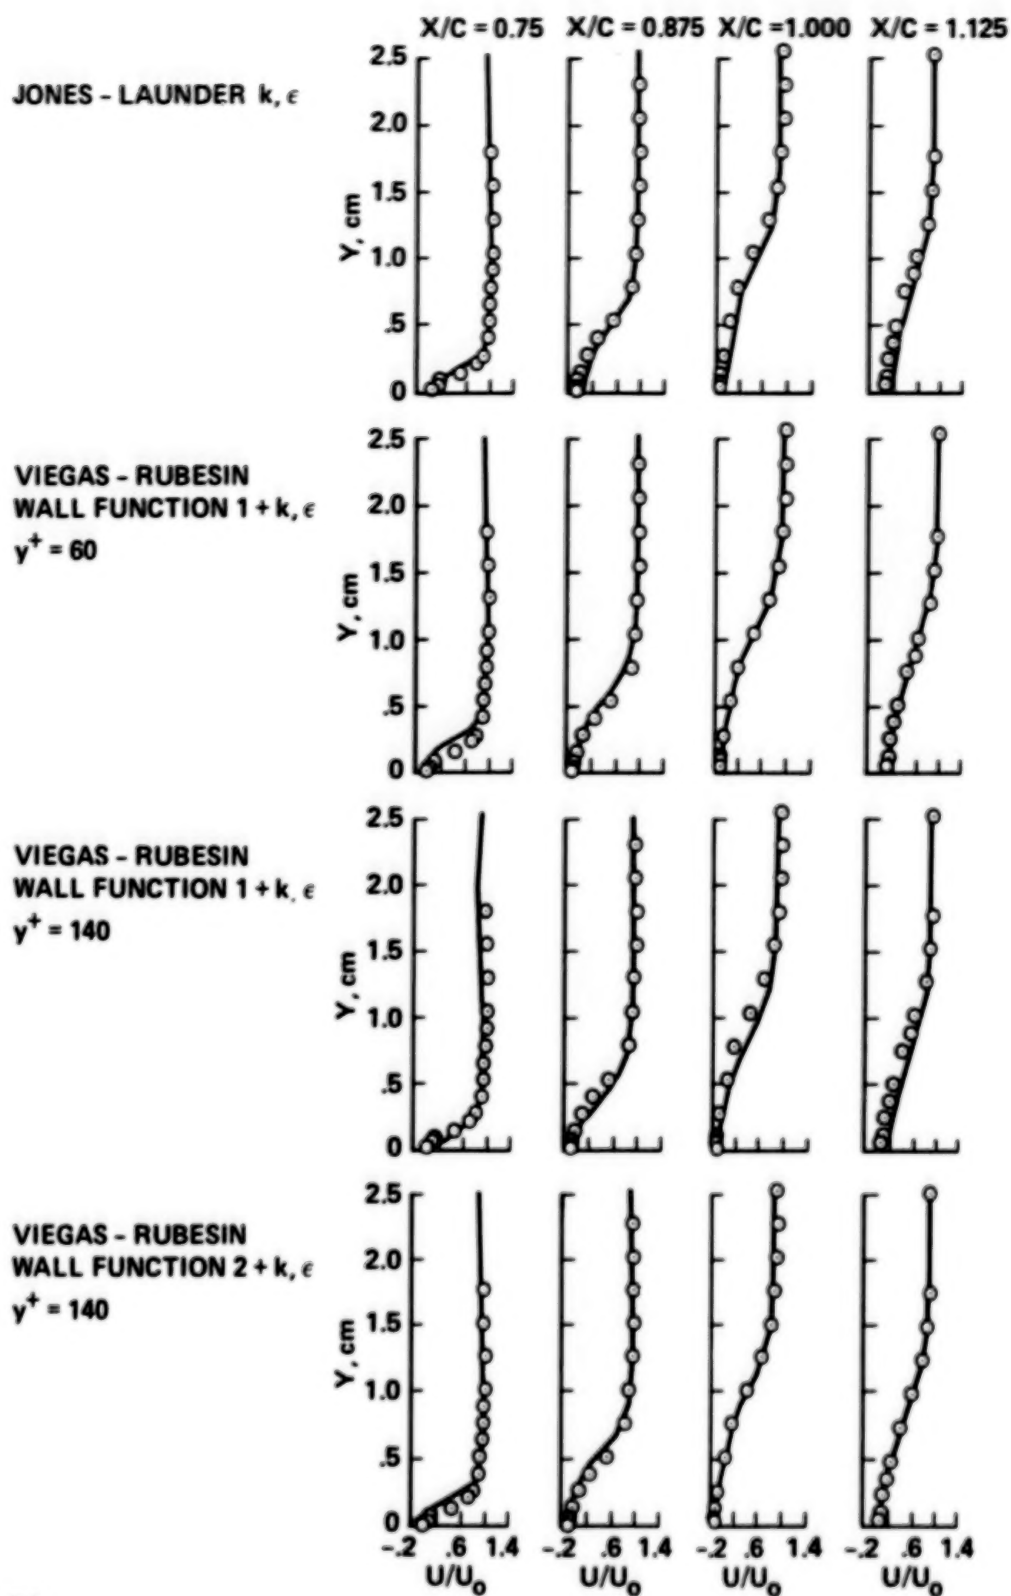 X/C = 0.75 X/C = 0.875 X/C = 1.000 X/C = 1.125
JONES - LAUNDER k, ϵ
2.5
2.0
1.5
1.0
.5
0
Y, cm
VIEGAS - RUBESIN
WALL FUNCTION 1 + k, ϵ
y+ = 60
2.5
2.0
1.5
1.0
.5
0
Y, cm
VIEGAS - RUBESIN
WALL FUNCTION 1 + k, ϵ
y+ = 140
2.5
2.0
1.5
1.0
.5
0
Y, cm
VIEGAS - RUBESIN
WALL FUNCTION 2 + k, ϵ
y+ = 140
2.5
2.0
1.5
1.0
.5
0
Y, cm
-.2 .6 1.4 -.2 .6 1.4 -.2 .6 1.4 -.2 .6 1.4
U/Uo U/Uo U/Uo U/Uo